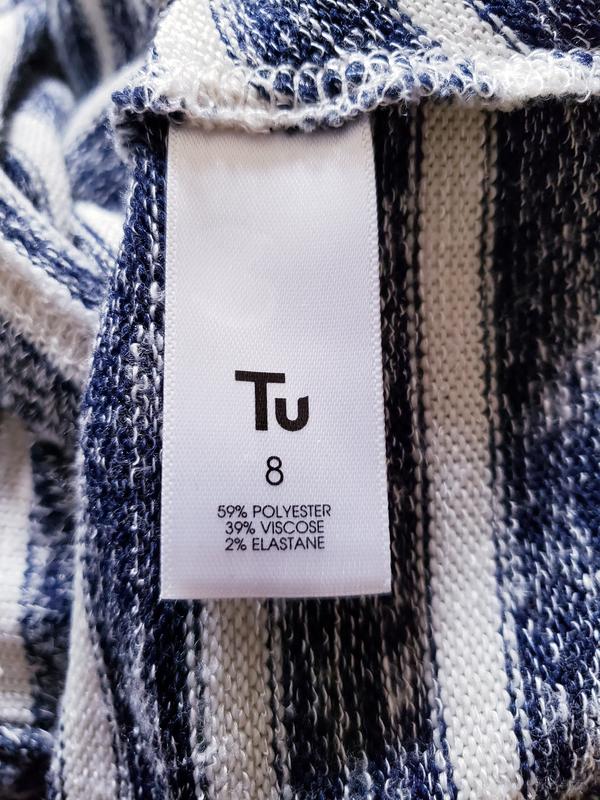 Tu
8
59% POLYESTER
39% VISCOSE
2% ELASTANE